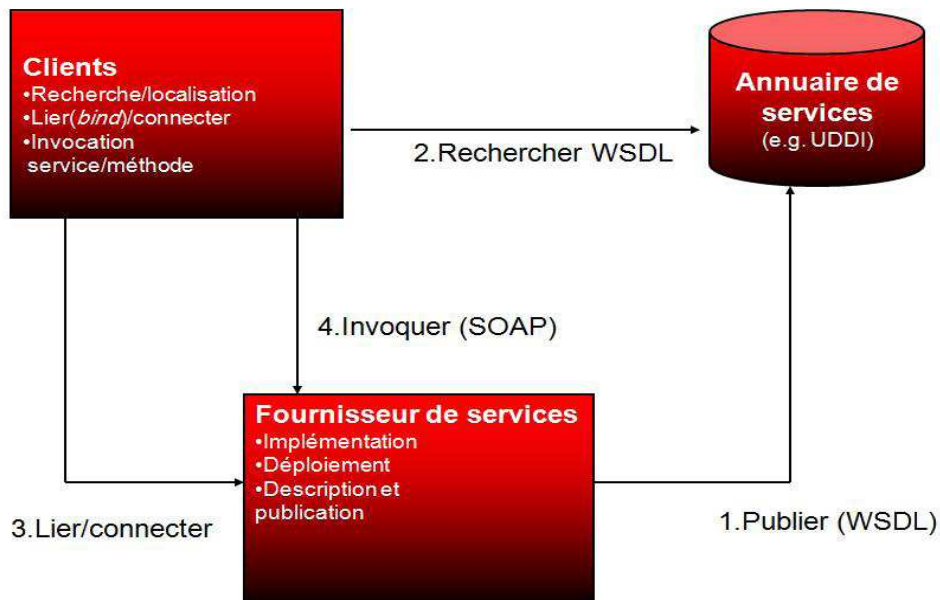 Clients
•Recherche/localisation
•Lier(bind)/connecter
•Invocation
service/méthode
Annuaire de
services
(e.g. UDDI)
2.Rechercher WSDL
4.Invoquer (SOAP)
Fournisseur de services
•Implémentation
•Déploiement
•Description et
publication
3.Lier/connecter
1.Publier (WSDL)